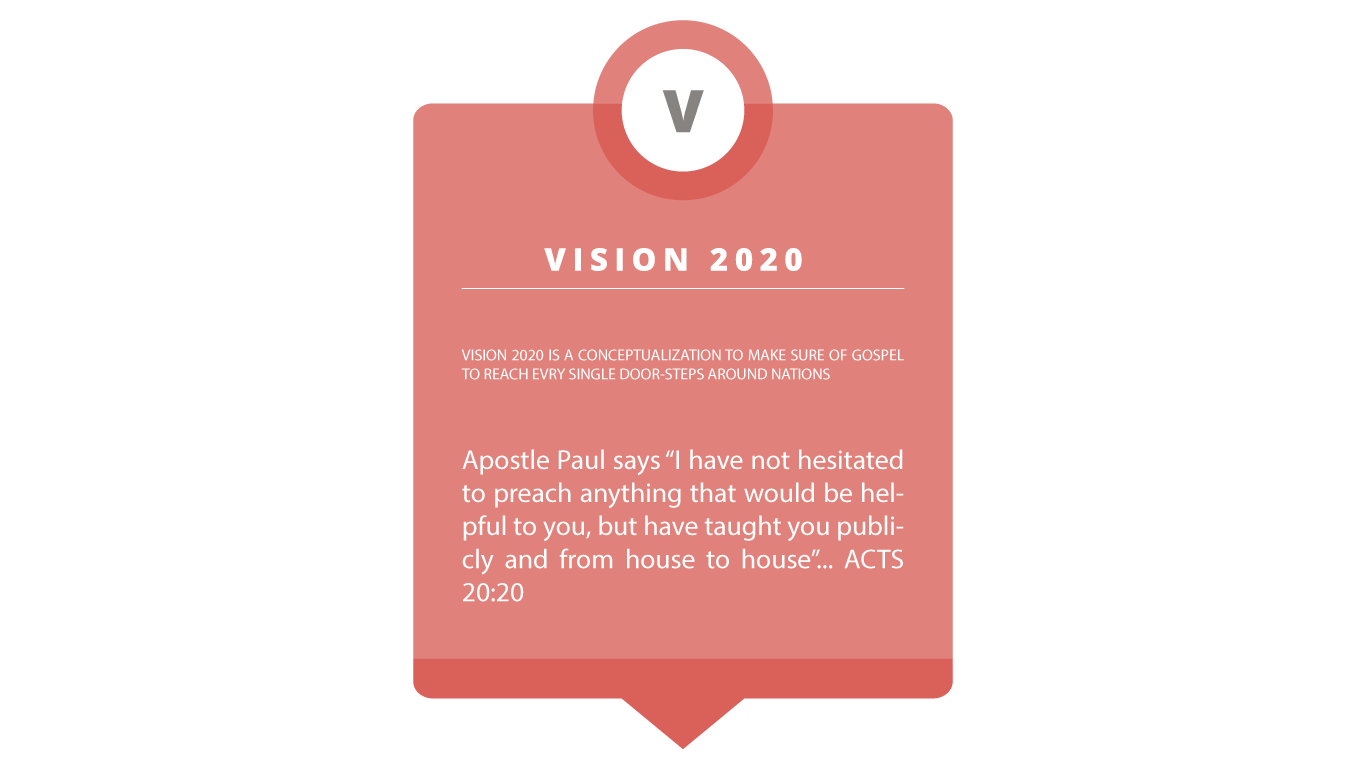 V
VISION 2020
VISION 2020 IS A CONCEPTUALIZATION TO MAKE SURE OF GOSPEL
TO REACH EVRY SINGLE DOOR-STEPS AROUND NATIONS
Apostle Paul says “I have not hesitated
to preach anything that would be hel-
pful to you, but have taught you publi-
cly and from house to house”... ACTS
20:20